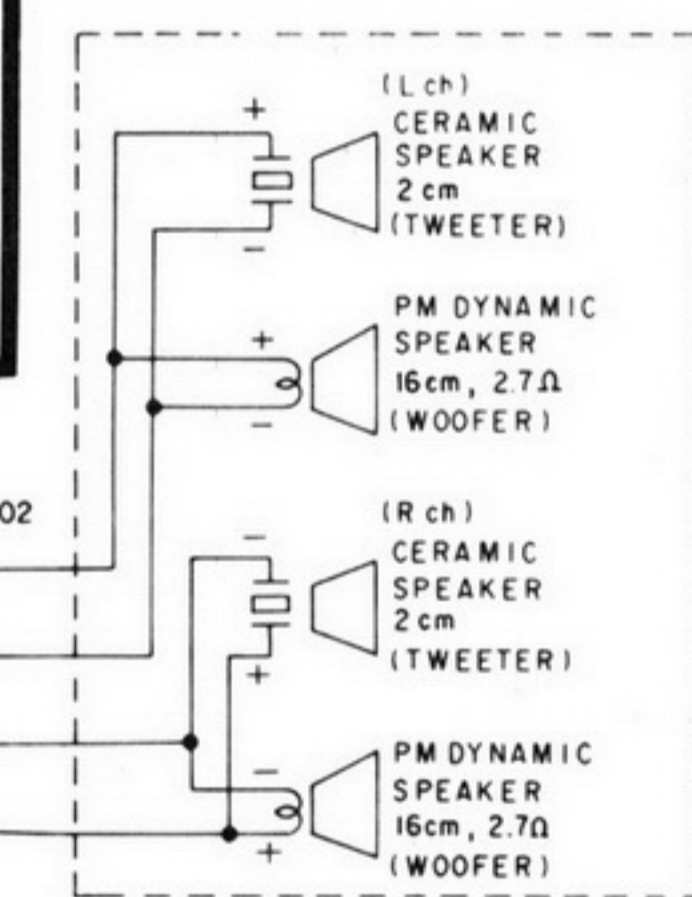 (L ch)
+
CERAMIC
SPEAKER
2 cm
(TWEETER)
−
PM DYNAMIC
+
SPEAKER
16cm, 2.7Ω
(WOOFER)
−
02
(R ch)
−
CERAMIC
SPEAKER
2 cm
(TWEETER)
+
PM DYNAMIC
−
SPEAKER
16cm, 2.7Ω
+
(WOOFER)